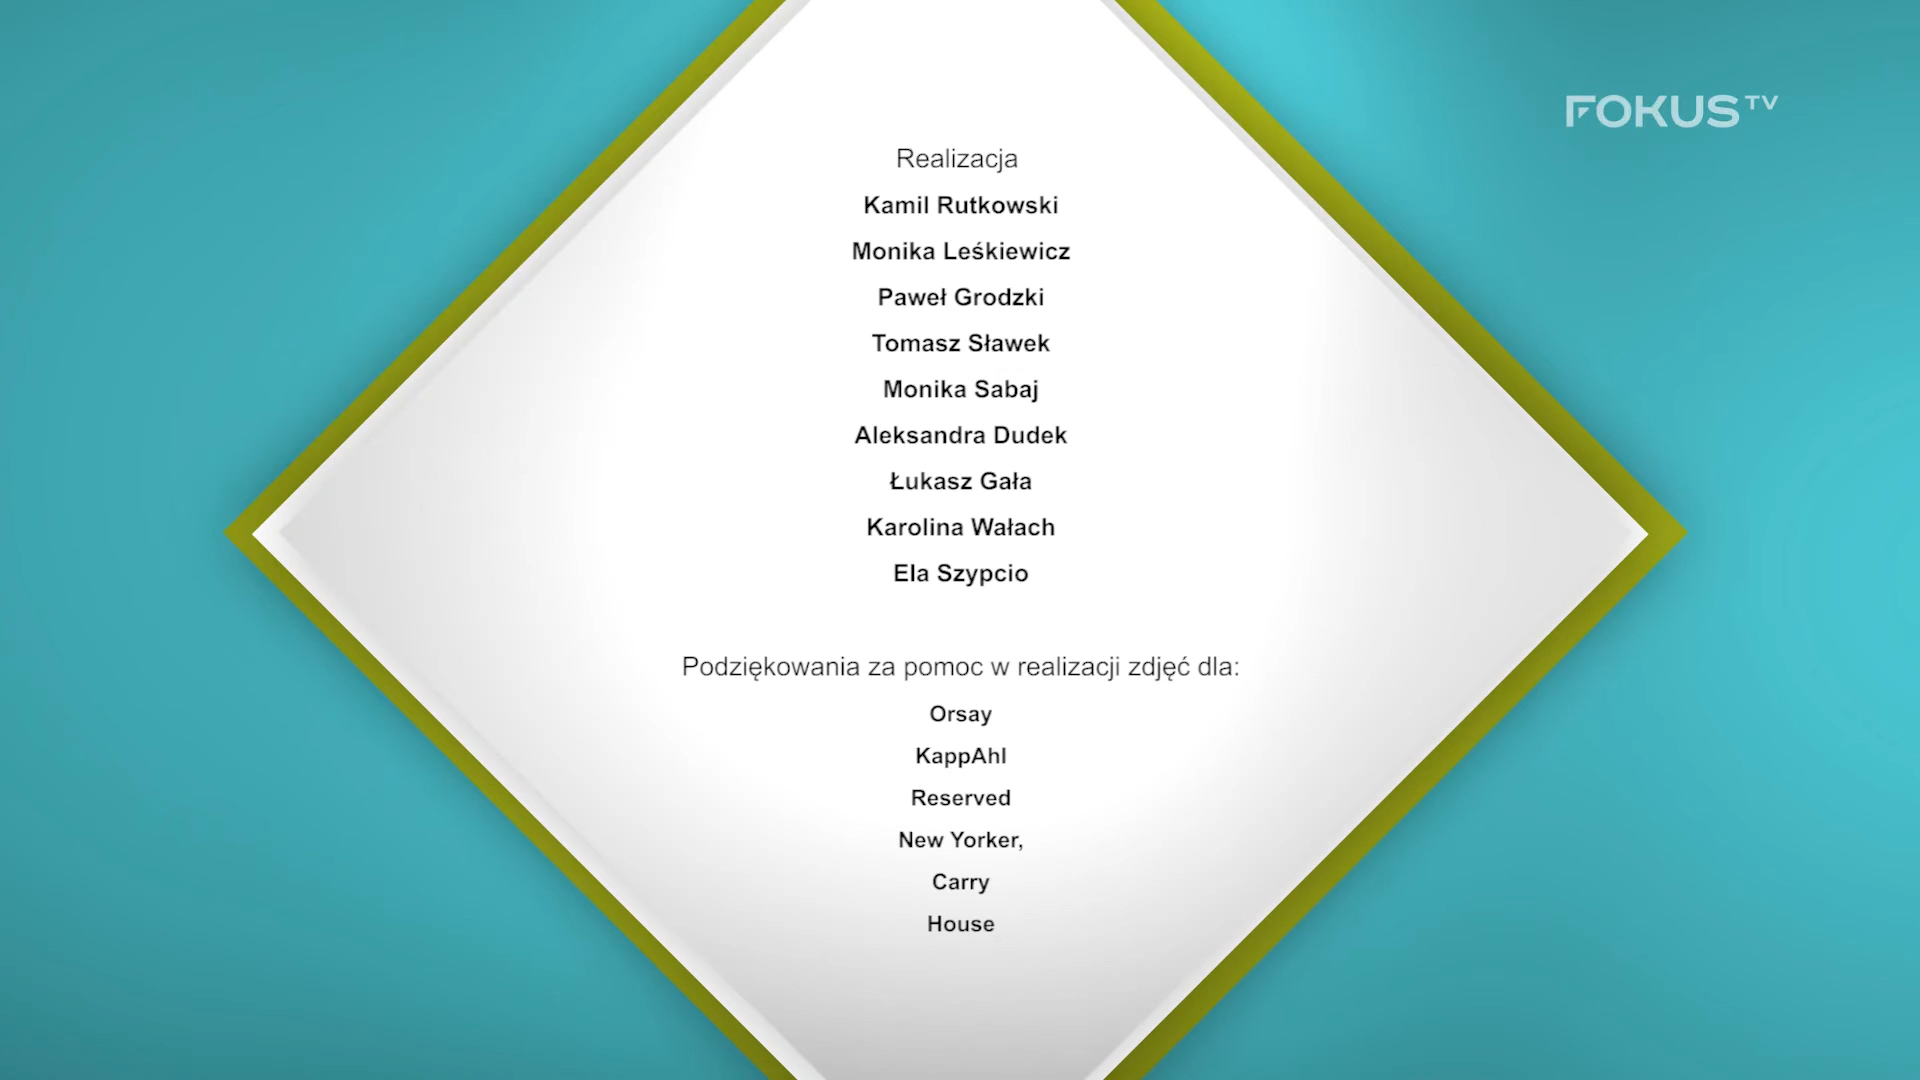 FOKUS TV
Realizacja
Kamil Rutkowski
Monika Leśkiewicz
Paweł Grodzki
Tomasz Sławek
Monika Sabaj
Aleksandra Dudek
Łukasz Gała
Karolina Wałach
Ela Szypcio
Podziękowania za pomoc w realizacji zdjęć dla:
Orsay
KappAhl
Reserved
New Yorker,
Carry
House